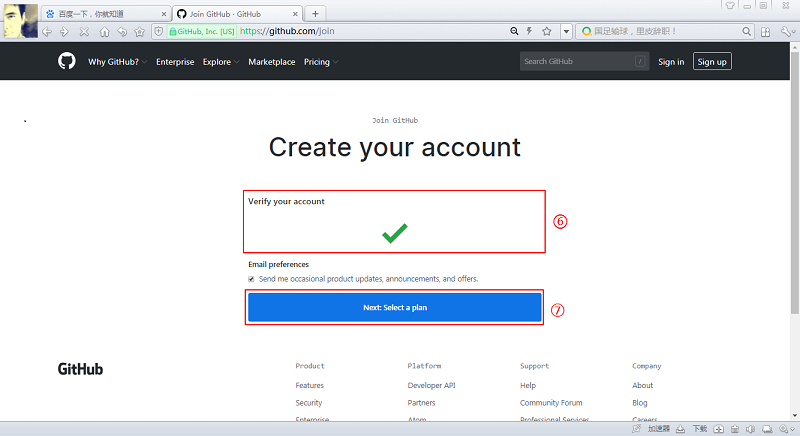 百度一下，你就知道
Join GitHub · GitHub
GitHub, Inc. [US] https://github.com/join
国足输球，里皮辞职！
Why GitHub? Enterprise Explore Marketplace Pricing
Search GitHub /
Sign in Sign up
Join GitHub
Create your account
Verify your account
⑥
Email preferences
Send me occasional product updates, announcements, and offers.
Next: Select a plan
⑦
GitHub
Product Platform Support Company
Features Developer API Help About
Security Partners Community Forum Blog
Enterprise Atom Professional Services Careers
加速器 下载